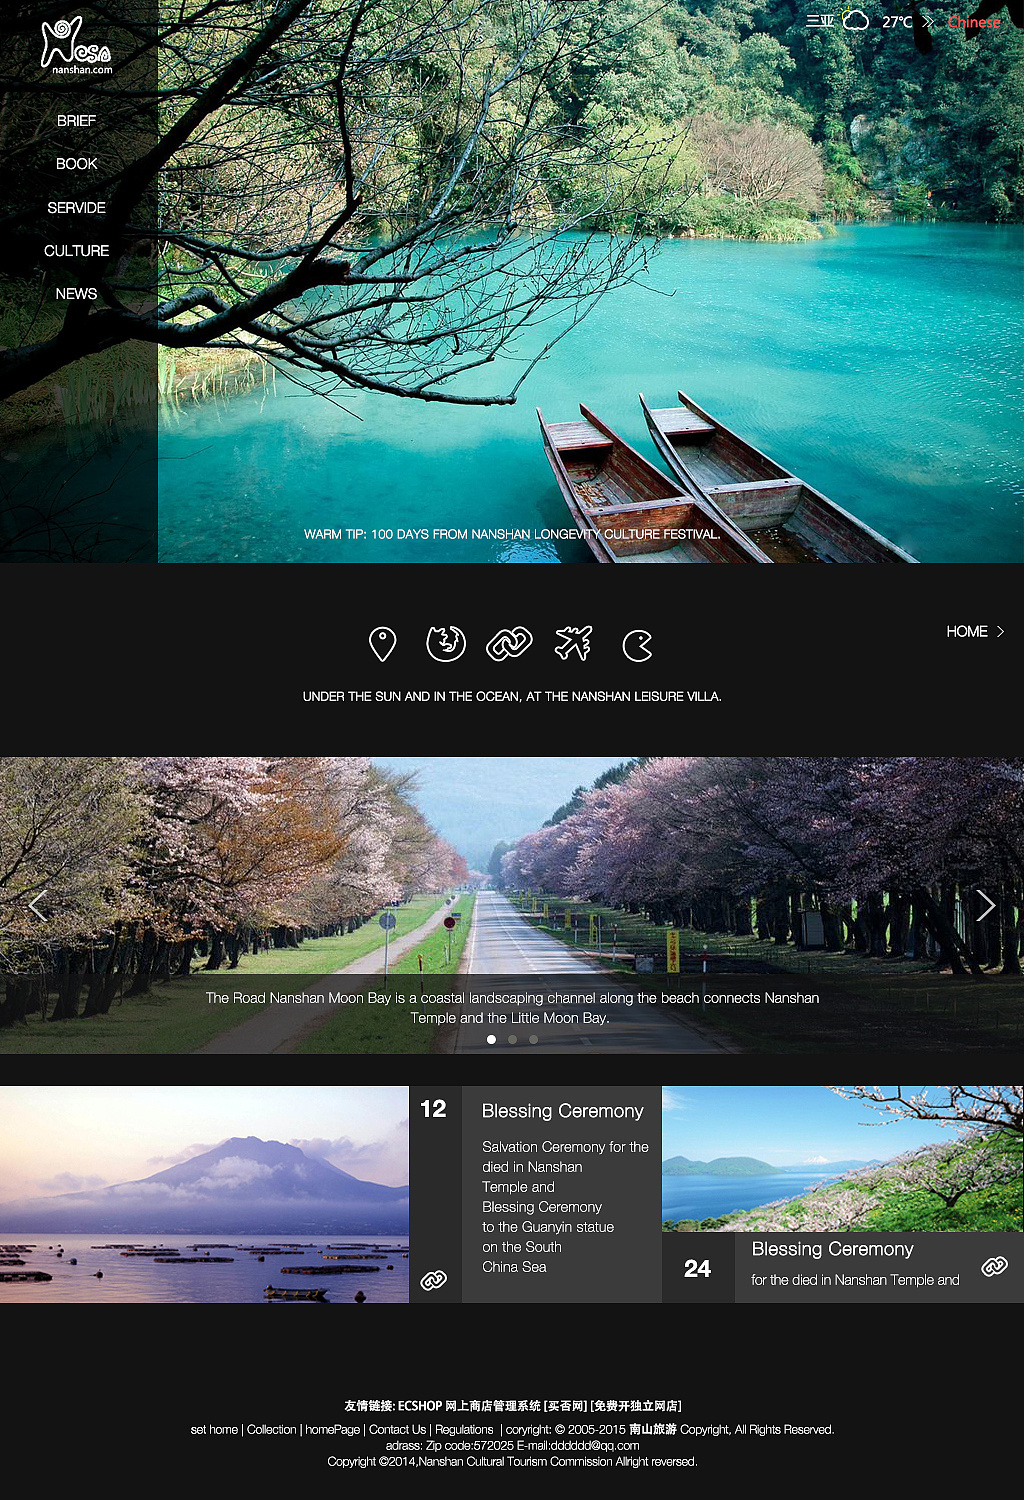 nanshan.com
三亚 27℃ Chinese
BRIEF
BOOK
SERVIDE
CULTURE
NEWS
WARM TIP: 100 DAYS FROM NANSHAN LONGEVITY CULTURE FESTIVAL.
HOME
UNDER THE SUN AND IN THE OCEAN, AT THE NANSHAN LEISURE VILLA.
The Road Nanshan Moon Bay is a coastal landscaping channel along the beach connects Nanshan
Temple and the Little Moon Bay.
12
Blessing Ceremony
Salvation Ceremony for the
died in Nanshan
Temple and
Blessing Ceremony
to the Guanyin statue
on the South
China Sea
24
Blessing Ceremony
for the died in Nanshan Temple and
友情链接: ECSHOP 网上商店管理系统 [买否网] [免费开独立网店]
set home | Collection | homePage | Contact Us | Regulations | coryright: © 2005-2015 南山旅游 Copyright, All Rights Reserved.
adrass: Zip code:572025 E-mail:dddddd@qq.com
Copyright ©2014,Nanshan Cultural Tourism Commission Allright reversed.